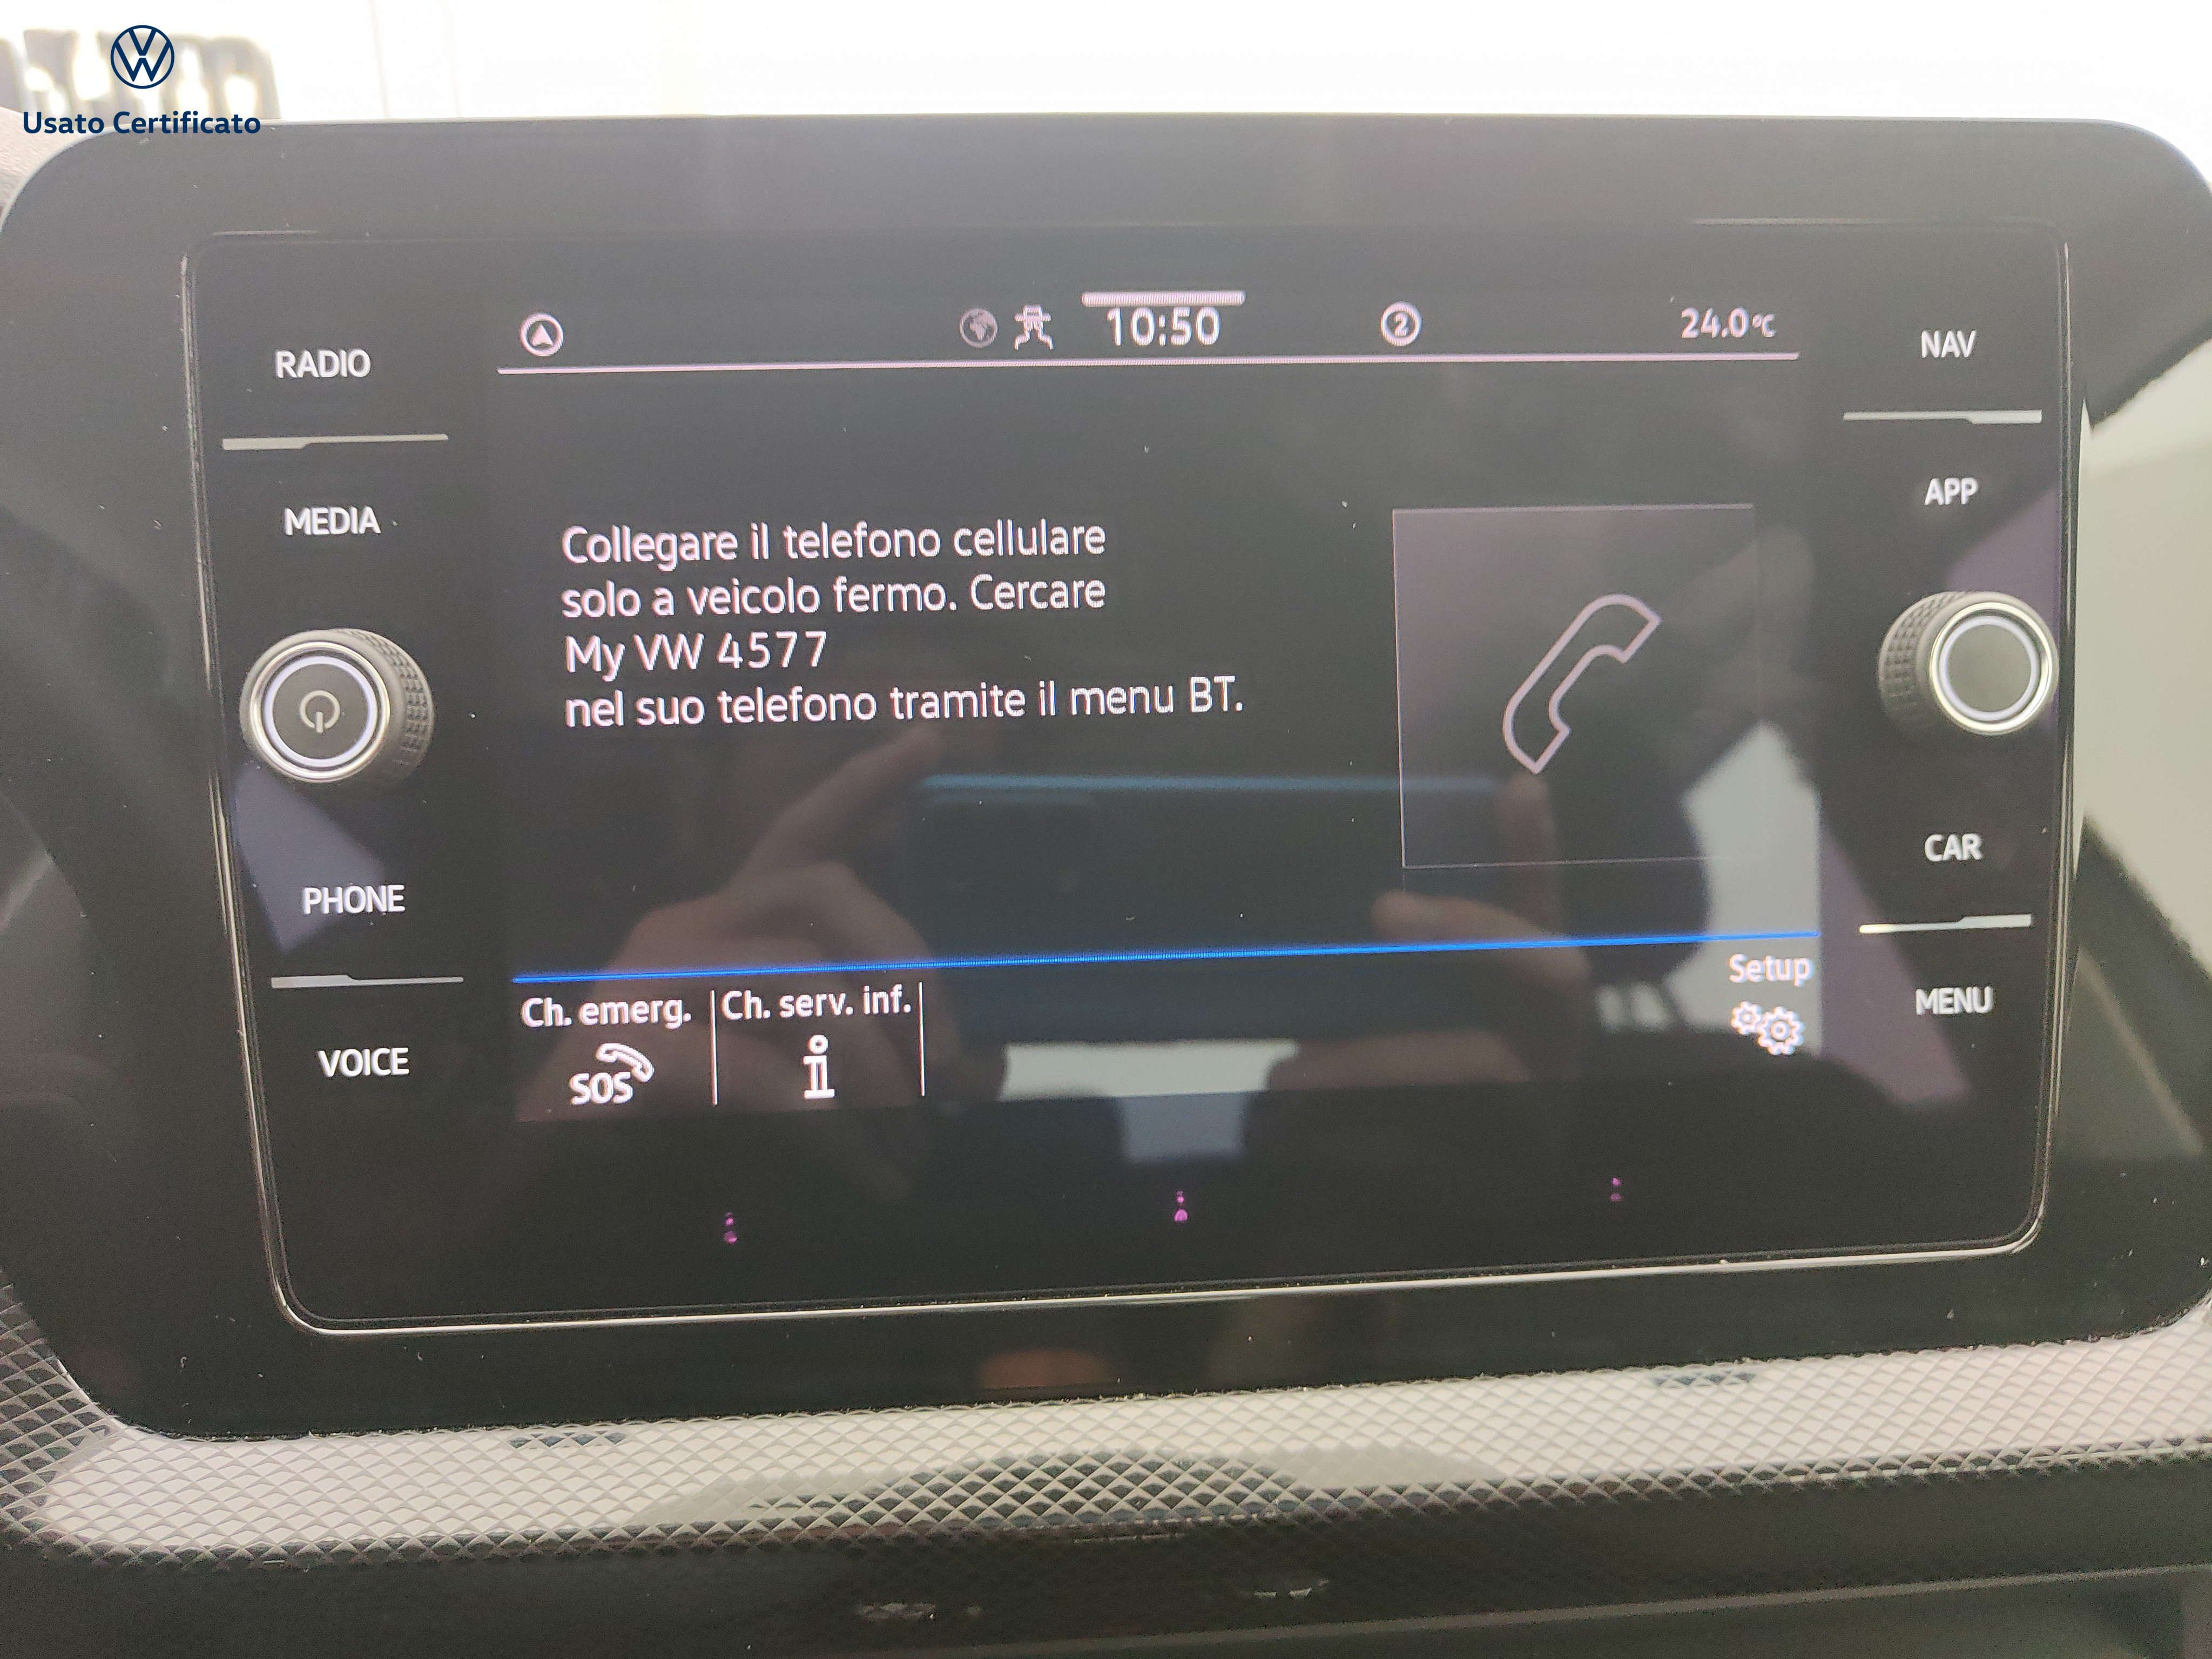 Usato Certificato
10:50
2
24.0°C
RADIO
MEDIA
PHONE
VOICE
Collegare il telefono cellulare
solo a veicolo fermo. Cercare
My VW 4577
nel suo telefono tramite il menu BT.
Ch. emerg.
SOS
Ch. serv. inf.
i
Setup
NAV
APP
CAR
MENU